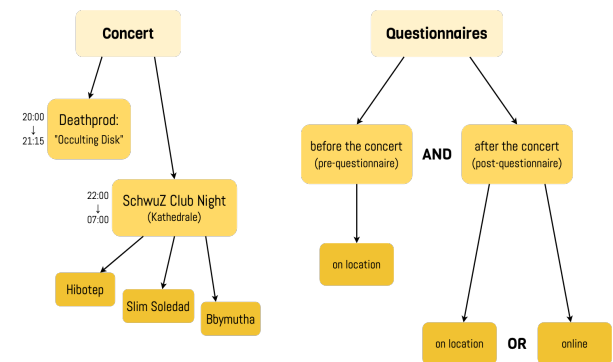 Concert
Questionnaires
20:00
↓
21:15
Deathprod:
"Occulting Disk"
before the concert
(pre-questionnaire)
AND
after the concert
(post-questionnaire)
22:00
↓
07:00
SchwuZ Club Night
(Kathedrale)
on location
Hibotep
Slim Soledad
Bbymutha
on location
OR
online